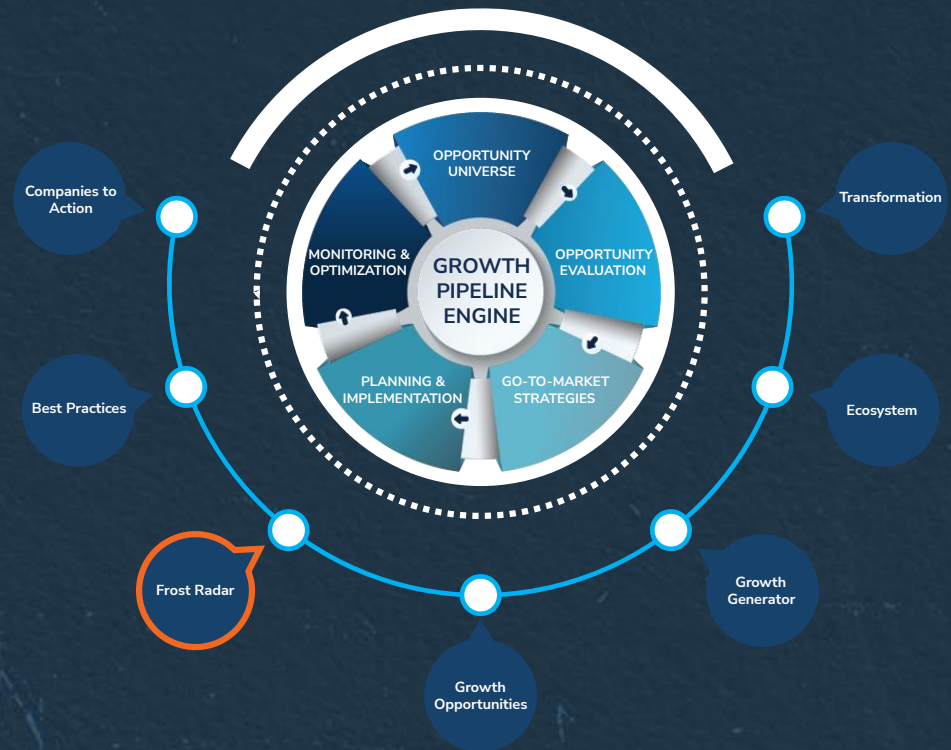 OPPORTUNITY
UNIVERSE
OPPORTUNITY
EVALUATION
GO-TO-MARKET
STRATEGIES
PLANNING &
IMPLEMENTATION
MONITORING &
OPTIMIZATION
GROWTH
PIPELINE
ENGINE
Companies to
Action
Best Practices
Frost Radar
Growth
Opportunities
Growth
Generator
Ecosystem
Transformation